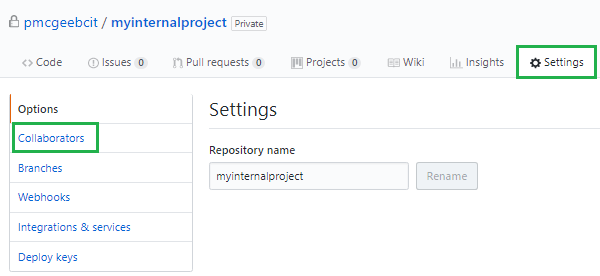 pmcgeebcit / myinternalproject Private
Code Issues 0 Pull requests 0 Projects 0 Wiki Insights Settings
Options
Collaborators
Branches
Webhooks
Integrations & services
Deploy keys
Settings
Repository name
myinternalproject Rename